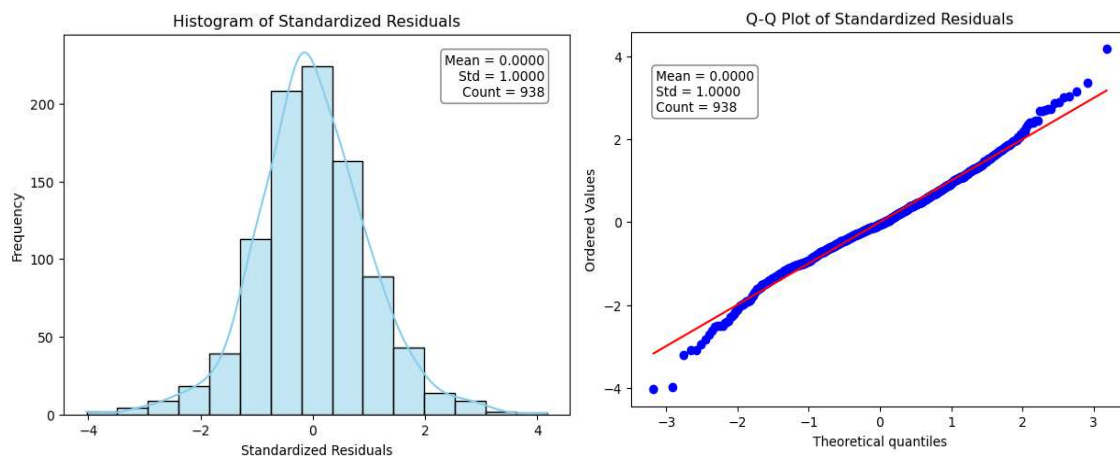 Histogram of Standardized Residuals
Mean = 0.0000
Std = 1.0000
Count = 938
200
150
100
50
0
Frequency
−4
−2
0
2
4
Standardized Residuals
Q-Q Plot of Standardized Residuals
Mean = 0.0000
Std = 1.0000
Count = 938
4
2
0
−2
−4
Ordered Values
−3
−2
−1
0
1
2
3
Theoretical quantiles